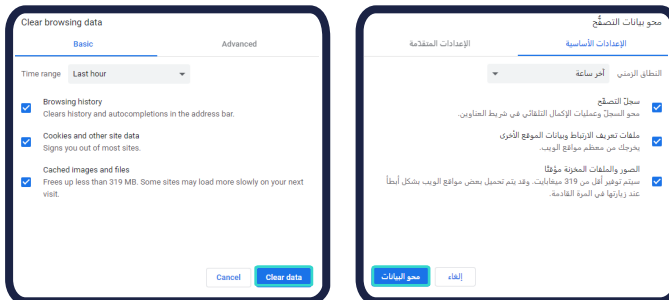 Clear browsing data
Basic Advanced
Time range Last hour
Browsing history
Clears history and autocompletions in the address bar.
Cookies and other site data
Signs you out of most sites.
Cached images and files
Frees up less than 319 MB. Some sites may load more slowly on your next
visit.
Cancel Clear data
محو بيانات التصفُّح
الإعدادات الأساسية الإعدادات المتقدّمة
النطاق الزمني آخر ساعة
سجلّ التصفّح
محو السجلّ وعمليات الإكمال التلقائي في شريط العناوين.
ملفات تعريف الارتباط وبيانات الموقع الأخرى
يخرجك من معظم مواقع الويب.
الصور والملفات المخزنة مؤقتًا
سيتم توفير أقل من 319 ميغابايت. وقد يتم تحميل بعض مواقع الويب بشكل أبطأ
عند زيارتها في المرة القادمة.
إلغاء محو البيانات